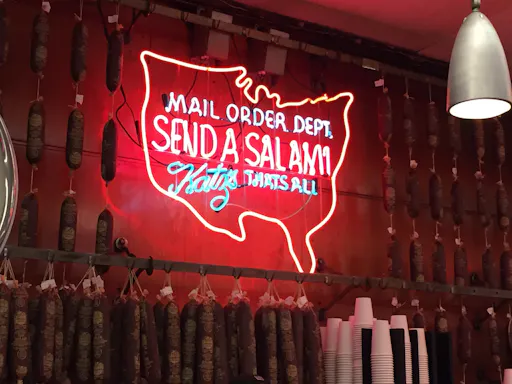 MAIL ORDER DEPT.
SEND A SALAMI
Katz's THATS ALL